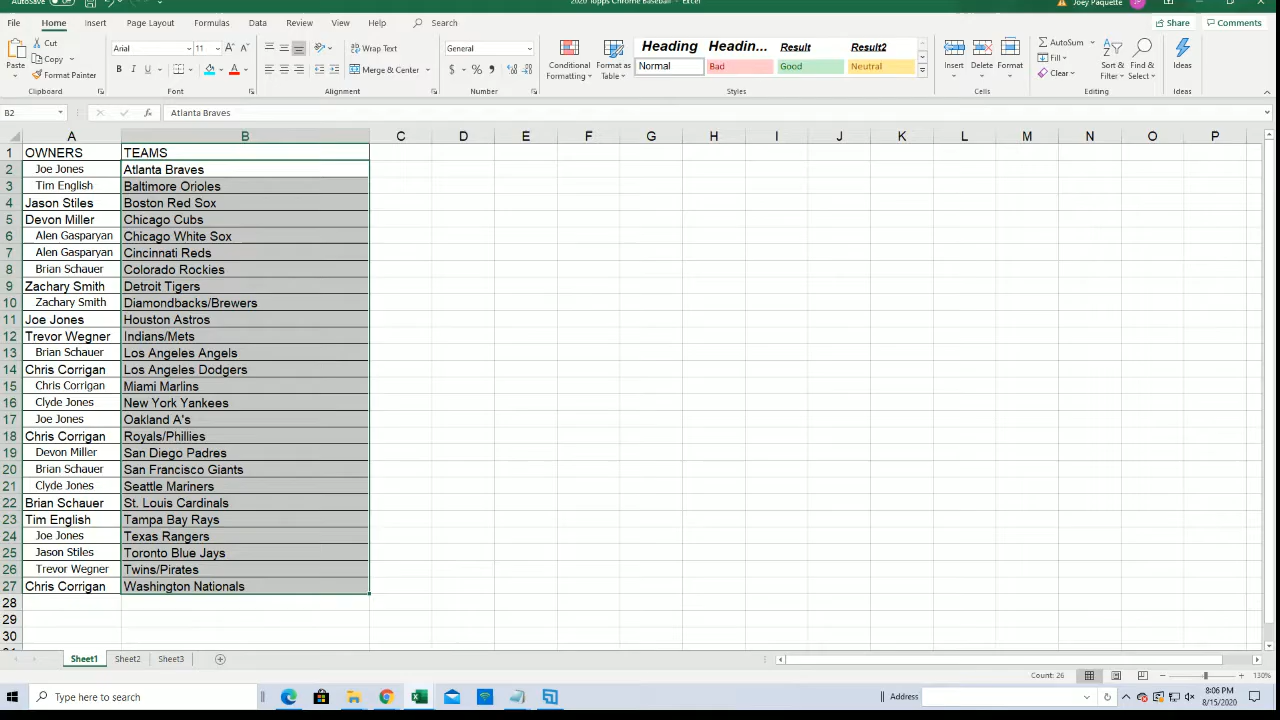 AutoSave
2020 Topps Chrome Baseball - Excel
Joey Paquette
File Home Insert Page Layout Formulas Data Review View Help Search
Share Comments
Paste Cut Copy Format Painter
Arial 11 A A
B I U A
Wrap Text
Merge & Center
General
$ % ,
Conditional Formatting
Format as Table
Heading Headin... Result Result2
Normal Bad Good Neutral
Insert Delete Format
AutoSum Fill Clear
Sort & Filter
Find & Select
Ideas
Clipboard Font Alignment Number Styles Cells Editing Ideas
B2 fx Atlanta Braves
A B C D E F G H I J K L M N O P
1 OWNERS TEAMS
2 Joe Jones Atlanta Braves
3 Tim English Baltimore Orioles
4 Jason Stiles Boston Red Sox
5 Devon Miller Chicago Cubs
6 Alen Gasparyan Chicago White Sox
7 Alen Gasparyan Cincinnati Reds
8 Brian Schauer Colorado Rockies
9 Zachary Smith Detroit Tigers
10 Zachary Smith Diamondbacks/Brewers
11 Joe Jones Houston Astros
12 Trevor Wegner Indians/Mets
13 Brian Schauer Los Angeles Angels
14 Chris Corrigan Los Angeles Dodgers
15 Chris Corrigan Miami Marlins
16 Clyde Jones New York Yankees
17 Joe Jones Oakland A's
18 Chris Corrigan Royals/Phillies
19 Devon Miller San Diego Padres
20 Brian Schauer San Francisco Giants
21 Clyde Jones Seattle Mariners
22 Brian Schauer St. Louis Cardinals
23 Tim English Tampa Bay Rays
24 Joe Jones Texas Rangers
25 Jason Stiles Toronto Blue Jays
26 Trevor Wegner Twins/Pirates
27 Chris Corrigan Washington Nationals
28
29
30
Sheet1 Sheet2 Sheet3
Count: 26 130%
Type here to search
Address
8:06 PM
8/15/2020